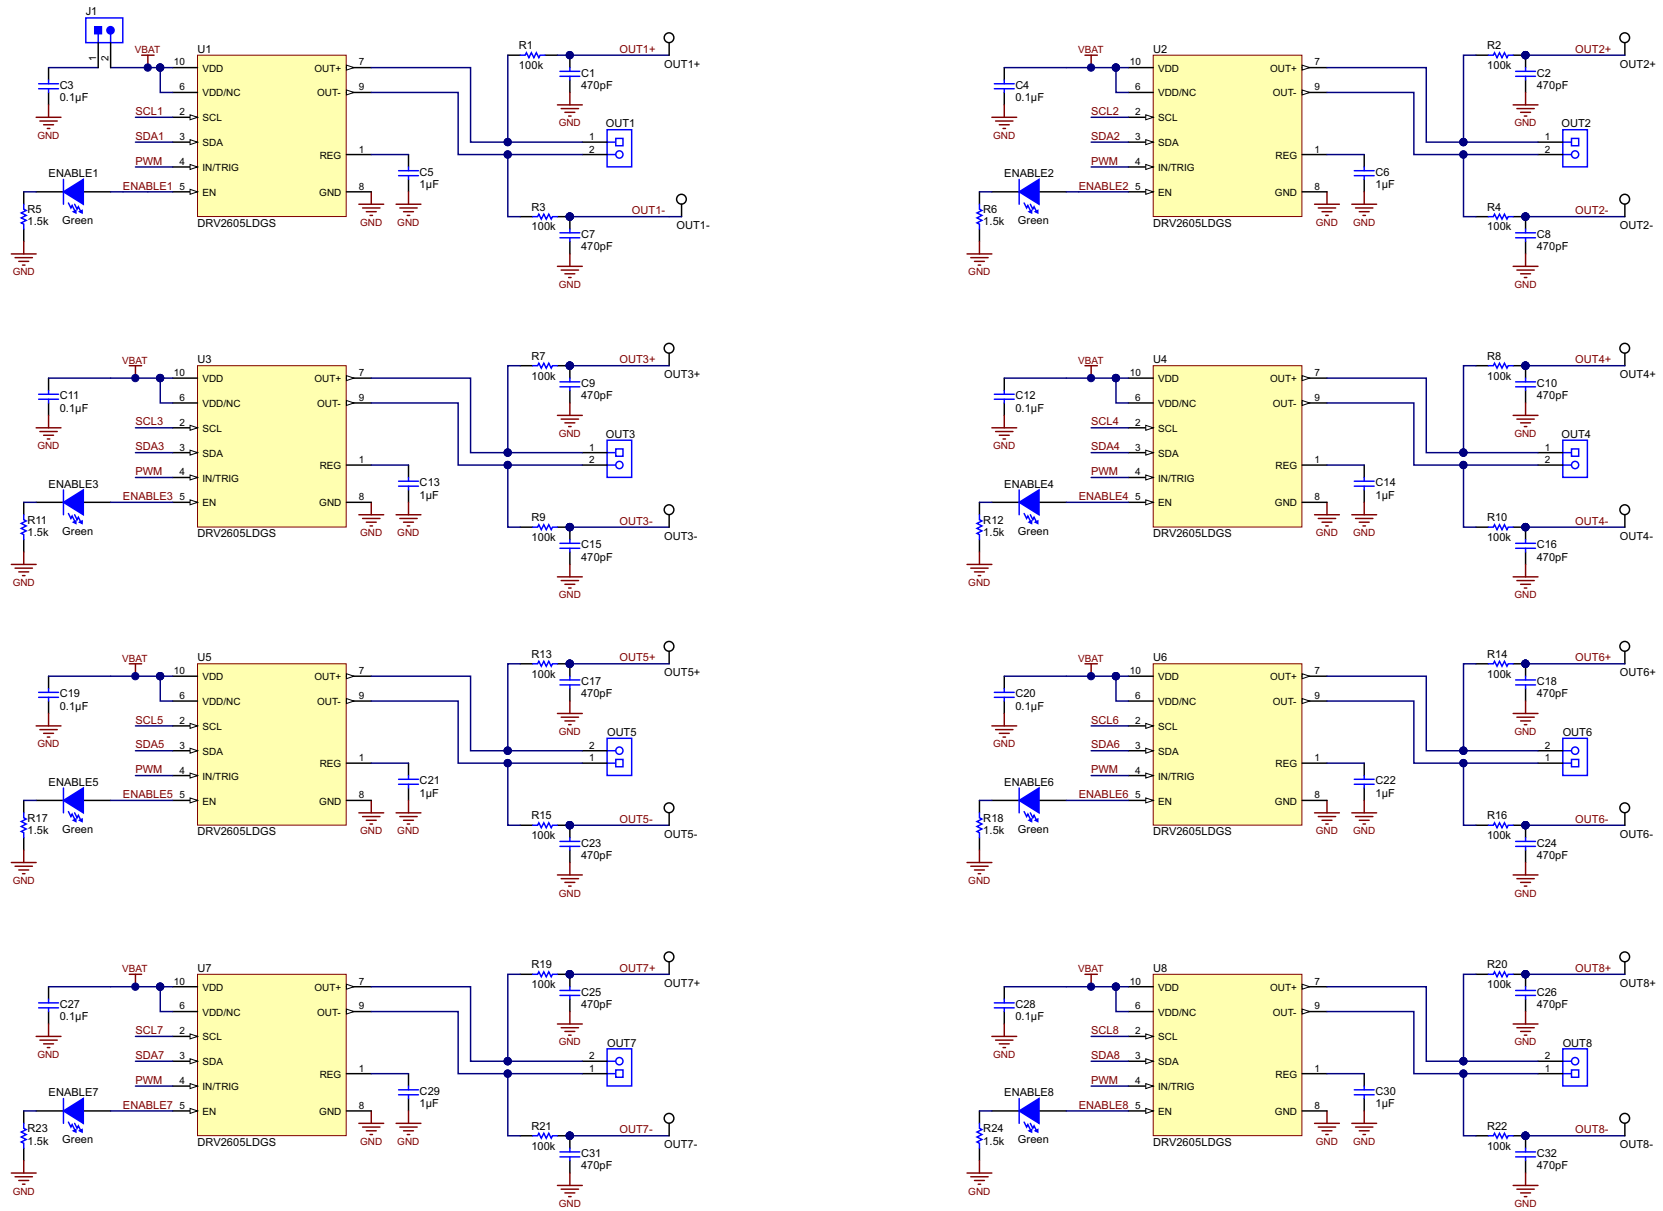 J1
1 2
VBAT
C3
0.1µF
GND
SCL1
SDA1
PWM
ENABLE1
ENABLE1
Green
R5
1.5k
GND
U1
10 VDD
6 VDD/NC
2 SCL
3 SDA
4 IN/TRIG
5 EN
OUT+ 7
OUT- 9
REG 1
GND 8
DRV2605LDGS
GND
C5
1µF
GND
R1
100k
C1
470pF
GND
OUT1+
OUT1+
OUT1
1
2
R3
100k
C7
470pF
GND
OUT1-
OUT1-
VBAT
C4
0.1µF
GND
SCL2
SDA2
PWM
ENABLE2
ENABLE2
Green
R6
1.5k
GND
U2
10 VDD
6 VDD/NC
2 SCL
3 SDA
4 IN/TRIG
5 EN
OUT+ 7
OUT- 9
REG 1
GND 8
DRV2605LDGS
GND
C6
1µF
GND
R2
100k
C2
470pF
GND
OUT2+
OUT2+
OUT2
1
2
R4
100k
C8
470pF
GND
OUT2-
OUT2-
VBAT
C11
0.1µF
GND
SCL3
SDA3
PWM
ENABLE3
ENABLE3
Green
R11
1.5k
GND
U3
10 VDD
6 VDD/NC
2 SCL
3 SDA
4 IN/TRIG
5 EN
OUT+ 7
OUT- 9
REG 1
GND 8
DRV2605LDGS
GND
C13
1µF
GND
R7
100k
C9
470pF
GND
OUT3+
OUT3+
OUT3
1
2
R9
100k
C15
470pF
GND
OUT3-
OUT3-
VBAT
C12
0.1µF
GND
SCL4
SDA4
PWM
ENABLE4
ENABLE4
Green
R12
1.5k
GND
U4
10 VDD
6 VDD/NC
2 SCL
3 SDA
4 IN/TRIG
5 EN
OUT+ 7
OUT- 9
REG 1
GND 8
DRV2605LDGS
GND
C14
1µF
GND
R8
100k
C10
470pF
GND
OUT4+
OUT4+
OUT4
1
2
R10
100k
C16
470pF
GND
OUT4-
OUT4-
VBAT
C19
0.1µF
GND
SCL5
SDA5
PWM
ENABLE5
ENABLE5
Green
R17
1.5k
GND
U5
10 VDD
6 VDD/NC
2 SCL
3 SDA
4 IN/TRIG
5 EN
OUT+ 7
OUT- 9
REG 1
GND 8
DRV2605LDGS
GND
C21
1µF
GND
R13
100k
C17
470pF
GND
OUT5+
OUT5+
OUT5
2
1
R15
100k
C23
470pF
GND
OUT5-
OUT5-
VBAT
C20
0.1µF
GND
SCL6
SDA6
PWM
ENABLE6
ENABLE6
Green
R18
1.5k
GND
U6
10 VDD
6 VDD/NC
2 SCL
3 SDA
4 IN/TRIG
5 EN
OUT+ 7
OUT- 9
REG 1
GND 8
DRV2605LDGS
GND
C22
1µF
GND
R14
100k
C18
470pF
GND
OUT6+
OUT6+
OUT6
2
1
R16
100k
C24
470pF
GND
OUT6-
OUT6-
VBAT
C27
0.1µF
GND
SCL7
SDA7
PWM
ENABLE7
ENABLE7
Green
R23
1.5k
GND
U7
10 VDD
6 VDD/NC
2 SCL
3 SDA
4 IN/TRIG
5 EN
OUT+ 7
OUT- 9
REG 1
GND 8
DRV2605LDGS
GND
C29
1µF
GND
R19
100k
C25
470pF
GND
OUT7+
OUT7+
OUT7
2
1
R21
100k
C31
470pF
GND
OUT7-
OUT7-
VBAT
C28
0.1µF
GND
SCL8
SDA8
PWM
ENABLE8
ENABLE8
Green
R24
1.5k
GND
U8
10 VDD
6 VDD/NC
2 SCL
3 SDA
4 IN/TRIG
5 EN
OUT+ 7
OUT- 9
REG 1
GND 8
DRV2605LDGS
GND
C30
1µF
GND
R20
100k
C26
470pF
GND
OUT8+
OUT8+
OUT8
2
1
R22
100k
C32
470pF
GND
OUT8-
OUT8-